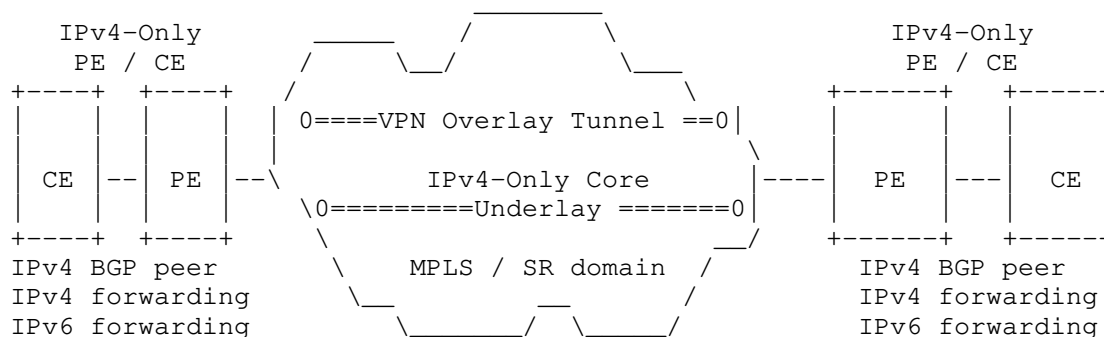 IPv4-Only IPv4-Only
PE / CE PE / CE
0====VPN Overlay Tunnel ==0
CE PE IPv4-Only Core PE CE
0=========Underlay =======0
IPv4 BGP peer MPLS / SR domain IPv4 BGP peer
IPv4 forwarding IPv4 forwarding
IPv6 forwarding IPv6 forwarding